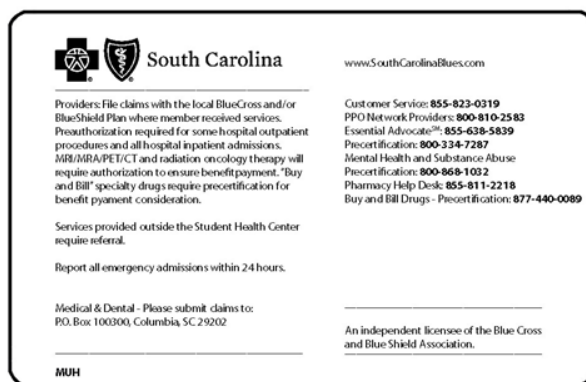 South Carolina
Providers: File claims with the local BlueCross and/or
BlueShield Plan where member received services.
Preauthorization required for some hospital outpatient
procedures and all hospital inpatient admissions.
MRI/MRA/PET/CT and radiation oncology therapy will
require authorization to ensure benefitpayment. "Buy
and Bill" specialty drugs require precertification for
benefit pyament consideration.
Services provided outside the Student Health Center
require referral.
Report all emergency admissions within 24 hours.
Medical & Dental - Please submit claims to:
P.O. Box 100300, Columbia, SC 29202
MUH
www.SouthCarolinaBlues.com
Customer Service: 855-823-0319
PPO Network Providers: 800-810-2583
Essential Advocate℠: 855-638-5839
Precertification: 800-334-7287
Mental Health and Substance Abuse
Precertification: 800-868-1032
Pharmacy Help Desk: 855-811-2218
Buy and Bill Drugs - Precertification: 877-440-0089
An independent licensee of the Blue Cross
and Blue Shield Association.